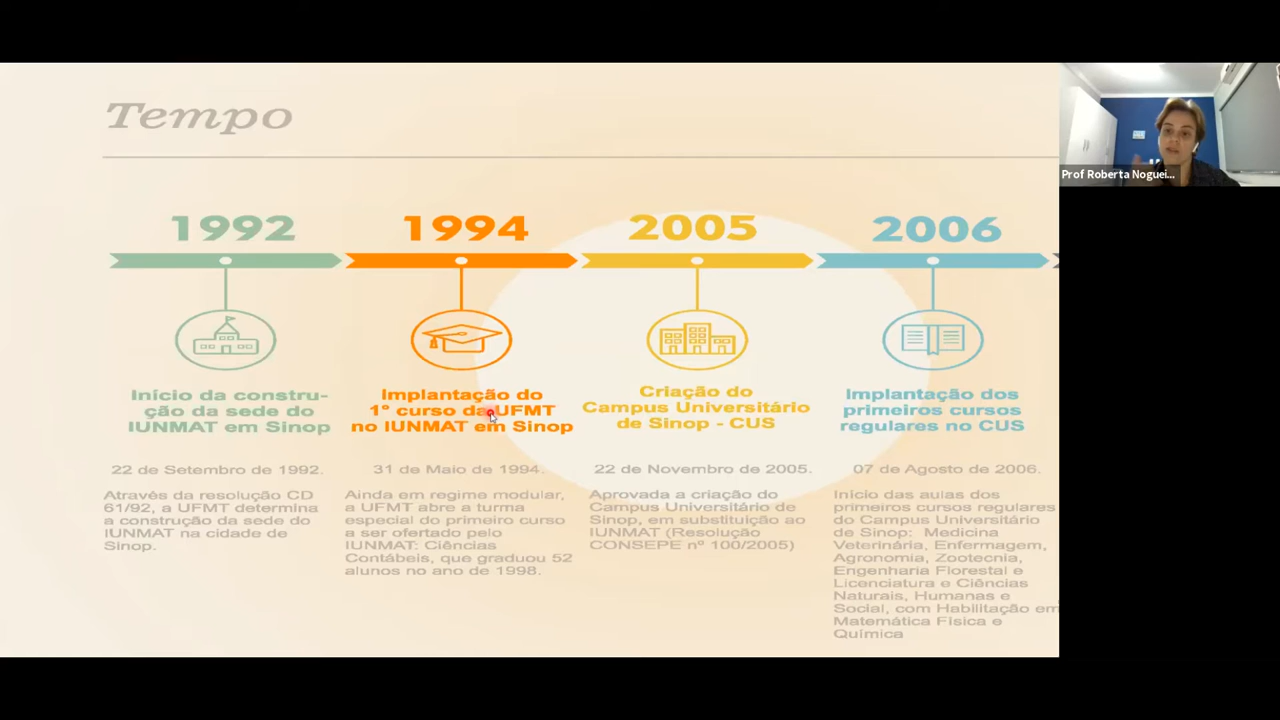 Tempo
Prof Roberta Noguei...
1992
1994
2005
2006
Início da constru-
ção da sede do
IUNMAT em Sinop
Implantação do
1º curso da UFMT
no IUNMAT em Sinop
Criação do
Campus Universitário
de Sinop - CUS
Implantação dos
primeiros cursos
regulares no CUS
22 de Setembro de 1992.
31 de Maio de 1994.
22 de Novembro de 2005.
07 de Agosto de 2006.
Através da resolução CD
61/92, a UFMT determina
a construção da sede do
IUNMAT na cidade de
Sinop.
Ainda em regime modular,
a UFMT abre a turma
especial do primeiro curso
a ser ofertado pelo
IUNMAT: Ciências
Contábeis, que graduou 52
alunos no ano de 1998.
Aprovada a criação do
Campus Universitário de
Sinop, em substituição ao
IUNMAT (Resolução
CONSEPE nº 100/2005)
Início das aulas dos
primeiros cursos regulares
do Campus Universitário
de Sinop: Medicina
Veterinária, Enfermagem,
Agronomia, Zootecnia,
Engenharia Florestal e
Licenciatura e Ciências
Naturais, Humanas e
Social, com Habilitação em
Matemática Física e
Química